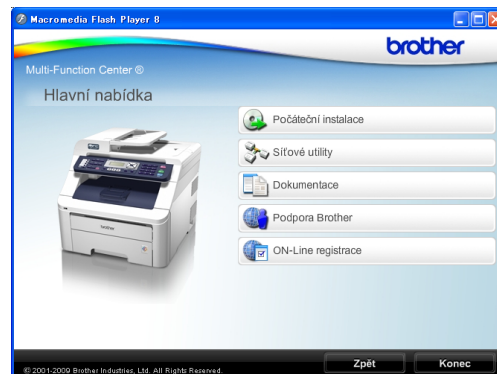 Macromedia Flash Player 8
brother
Multi-Function Center ®
Hlavní nabídka
Počáteční instalace
Síťové utility
Dokumentace
Podpora Brother
ON-Line registrace
brother
Zpět
Konec
© 2001-2009 Brother Industries, Ltd. All Rights Reserved.